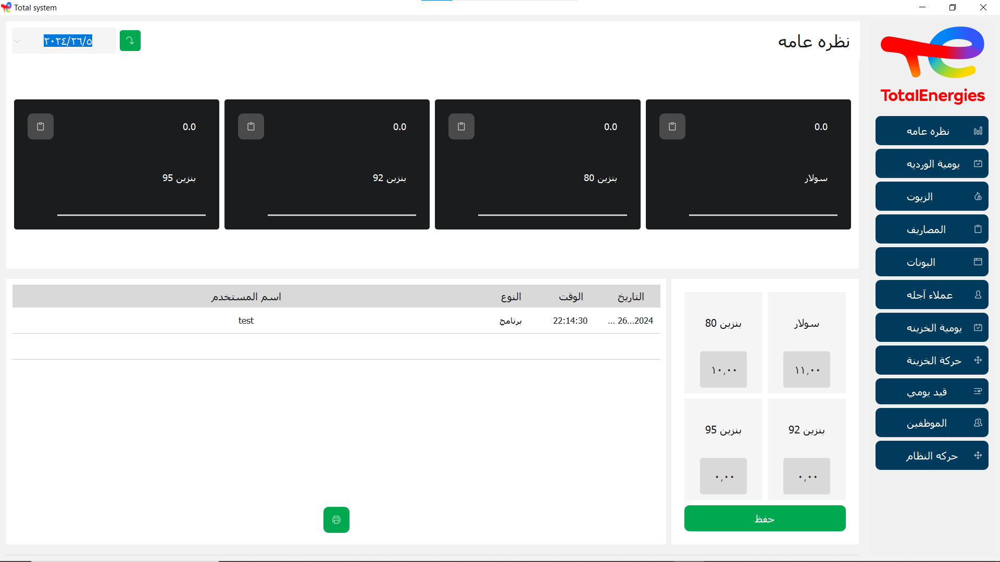 Total system
نظره عامه
٢٠٢٤/٢٦/٥
TotalEnergies
نظره عامه
يومية الورديه
الزيوت
المصاريف
البونات
عملاء آجله
يومية الخزينه
حركة الخزينة
قيد يومي
الموظفين
حركه النظام
0.0
سولار
0.0
بنزين 80
0.0
بنزين 92
0.0
بنزين 95
سولار
١١,٠٠
بنزين 80
١٠,٠٠
بنزين 92
٠,٠٠
بنزين 95
٠,٠٠
حفظ
التاريخ الوقت النوع اسم المستخدم
... 26...2024 22:14:30 برنامج test